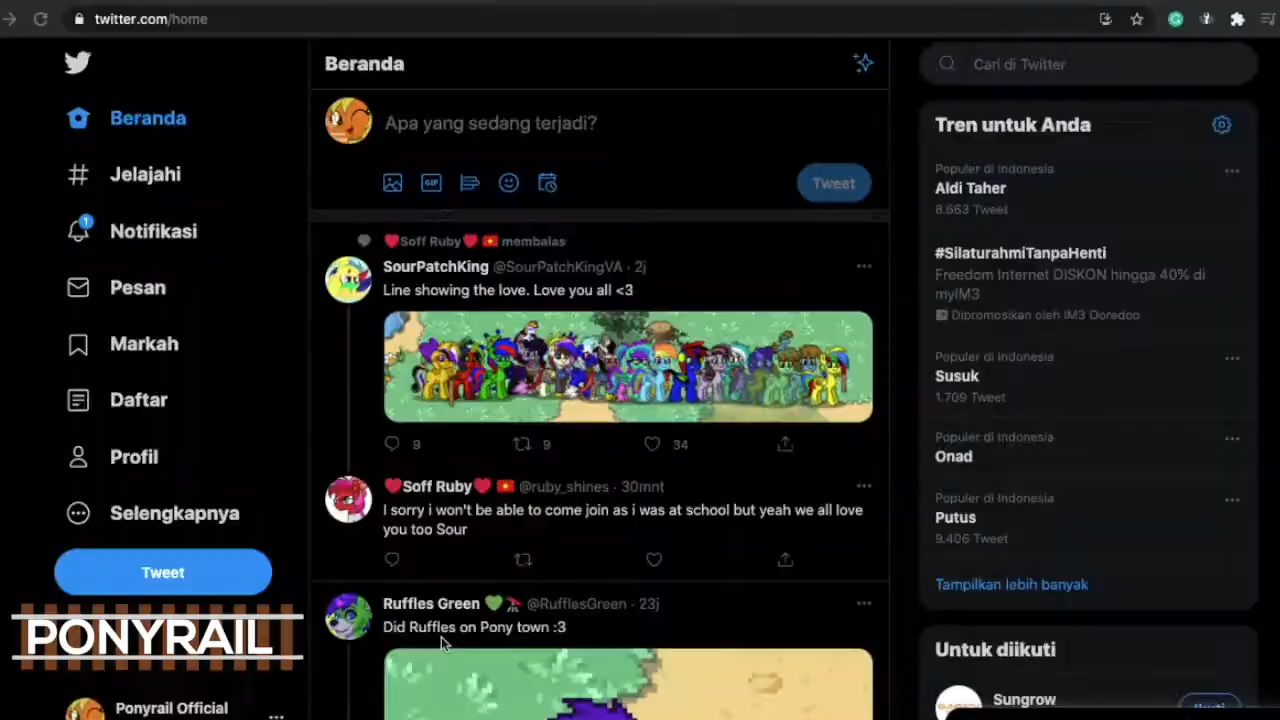 twitter.com/home
Beranda
Jelajahi
1
Notifikasi
Pesan
Markah
Daftar
Profil
Selengkapnya
Tweet
PONYRAIL
Ponyrail Official
Beranda
Apa yang sedang terjadi?
GIF
Tweet
Soff Ruby membalas
SourPatchKing @SourPatchKingVA · 2j
Line showing the love. Love you all <3
9 9 34
Soff Ruby @ruby_shines · 30mnt
I sorry i won't be able to come join as i was at school but yeah we all love
you too Sour
Ruffles Green @RufflesGreen · 23j
Did Ruffles on Pony town :3
Cari di Twitter
Tren untuk Anda
Populer di Indonesia
Aldi Taher
8.663 Tweet
#SilaturahmiTanpaHenti
Freedom Internet DISKON hingga 40% di
myIM3
Dipromosikan oleh IM3 Ooredoo
Populer di Indonesia
Susuk
1.709 Tweet
Populer di Indonesia
Onad
Populer di Indonesia
Putus
9.406 Tweet
Tampilkan lebih banyak
Untuk diikuti
Sungrow